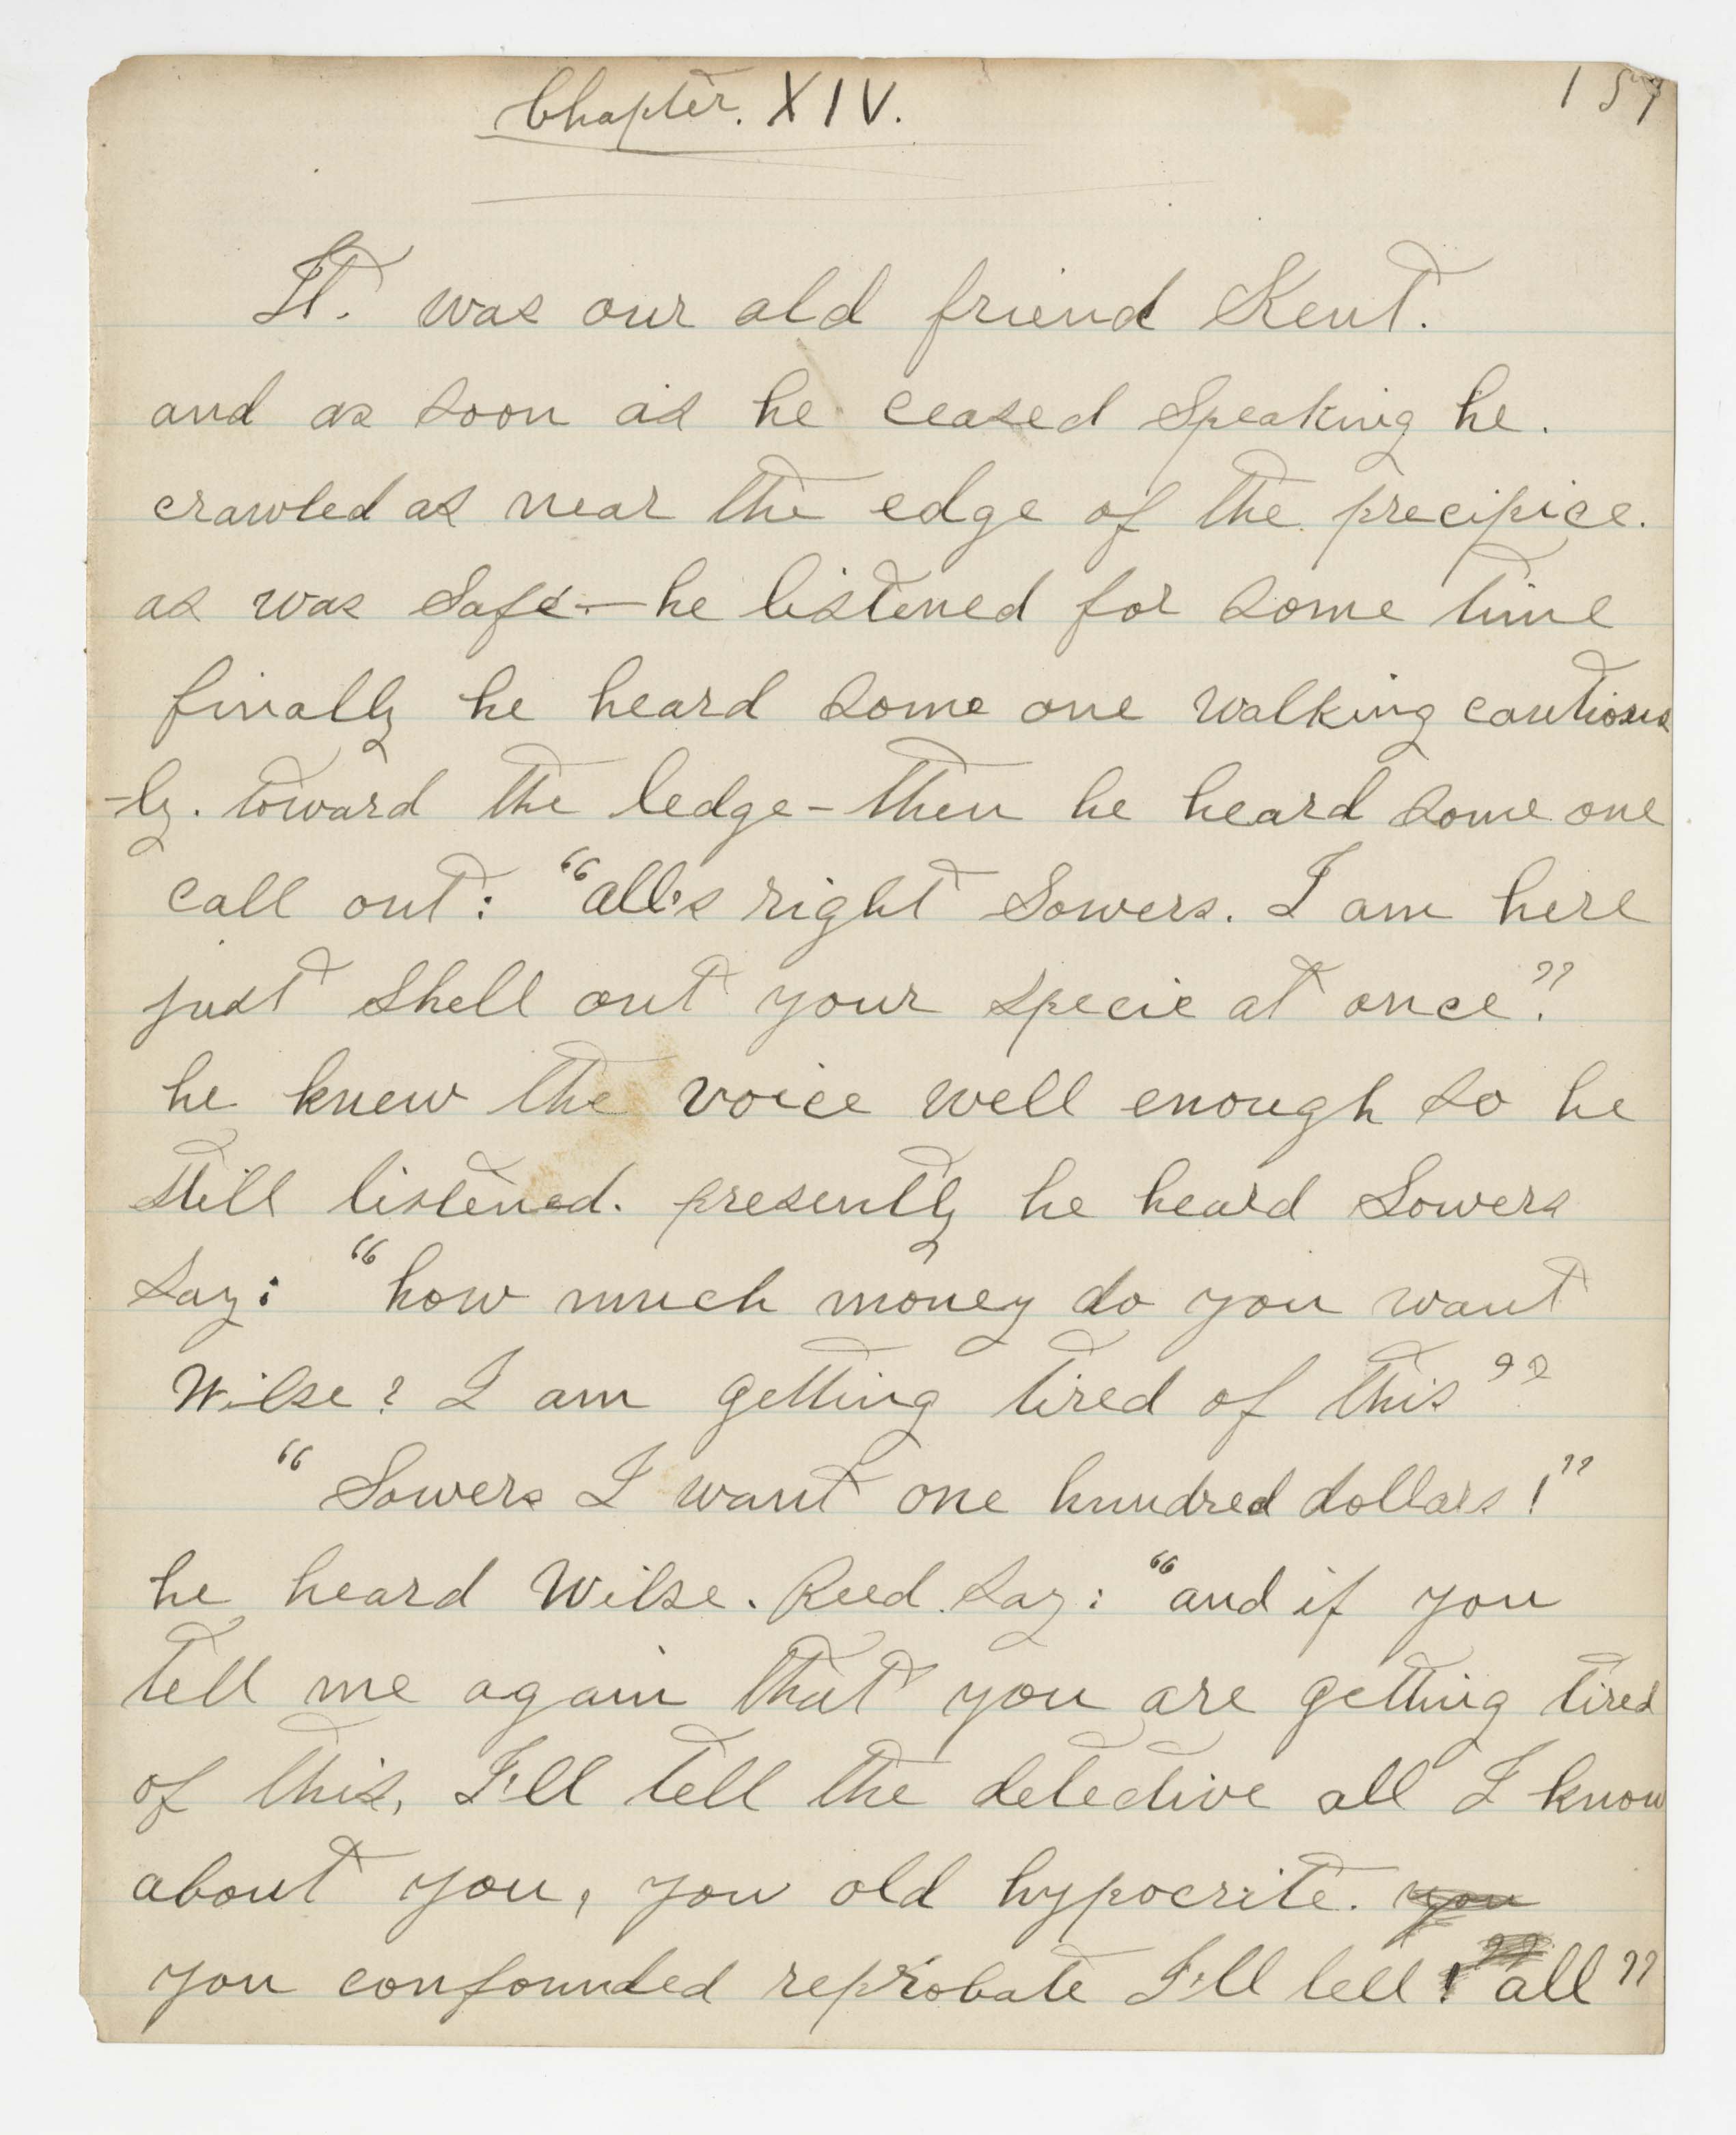 Chapter. XIV.
157
It. was our old friend Kent.
and as soon as he ceased speaking he.
crawled as near the edge of the precipice.
as was safe.—he listened for some time
finally he heard some one walking cautious
-ly. toward the ledge - then he heard some one
call out: "all's right Sowers. I am here
just shell out your specie at once."
he knew the voice well enough so he
still listened. presently he heard Sowers
say: "how much money do you want
Wilse? I am getting tired of this"
"Sowers I want one hundred dollars!"
he heard Wilse. Reed. say: "and if you
tell me again that you are getting tired
of this, I'll tell the detective all I know
about you, you old hypocrite. you
you confounded reprobate I'll tell! all"